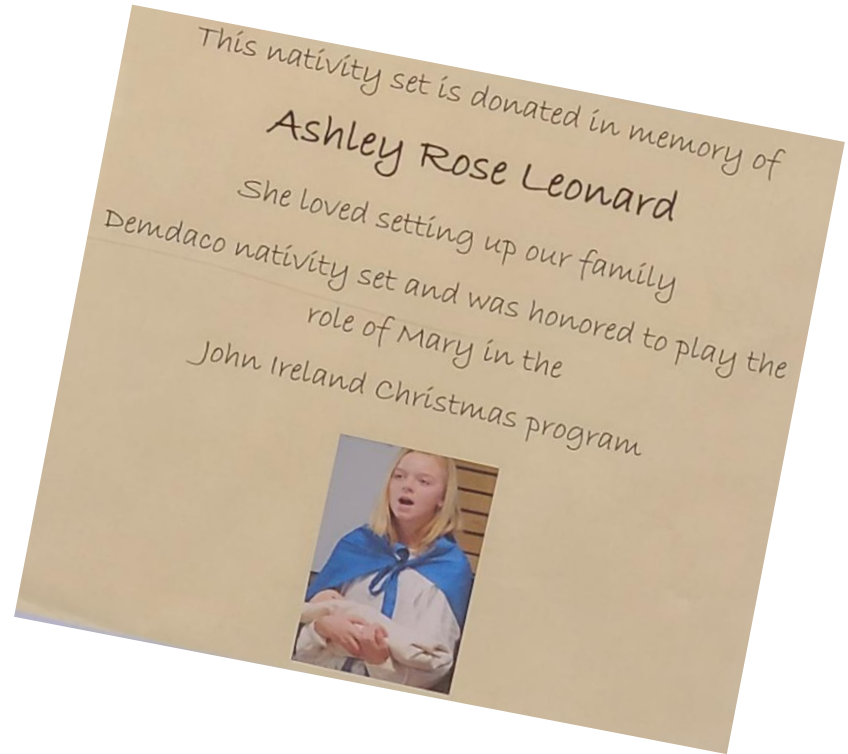 This nativity set is donated in memory of
Ashley Rose Leonard
She loved setting up our family
Demdaco nativity set and was honored to play the
role of Mary in the
John Ireland Christmas program